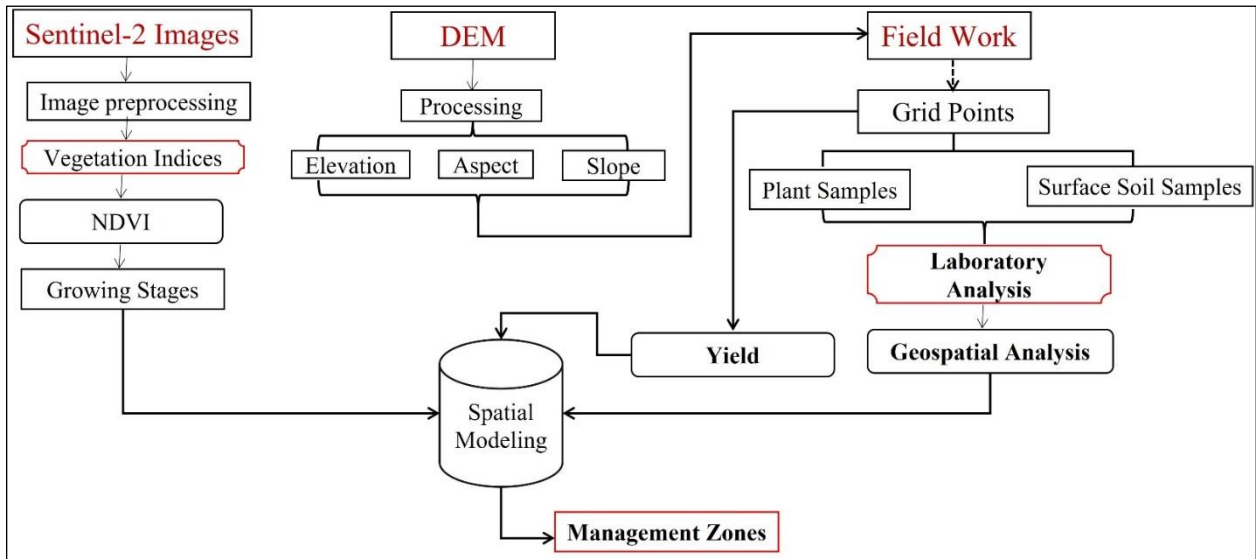 Sentinel-2 Images
DEM
Field Work
Image preprocessing
Processing
Grid Points
Vegetation Indices
Elevation
Aspect
Slope
Plant Samples
Surface Soil Samples
NDVI
Growing Stages
Laboratory
Analysis
Yield
Geospatial Analysis
Spatial
Modeling
Management Zones